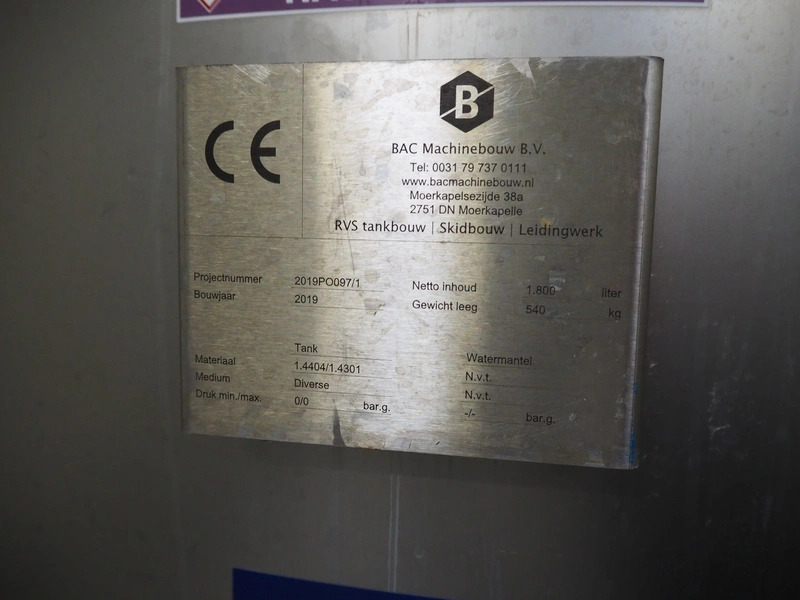 CE
B
BAC Machinebouw B.V.
Tel: 0031 79 737 0111
www.bacmachinebouw.nl
Moerkapelsezijde 38a
2751 DN Moerkapelle
RVS tankbouw | Skidbouw | Leidingwerk
Projectnummer 2019PO097/1
Bouwjaar 2019
Netto inhoud 1.800 liter
Gewicht leeg 540 kg
Tank Watermantel
Materiaal 1.4404/1.4301 N.v.t.
Medium Diverse N.v.t.
Druk min./max. 0/0 bar.g. -/- bar.g.